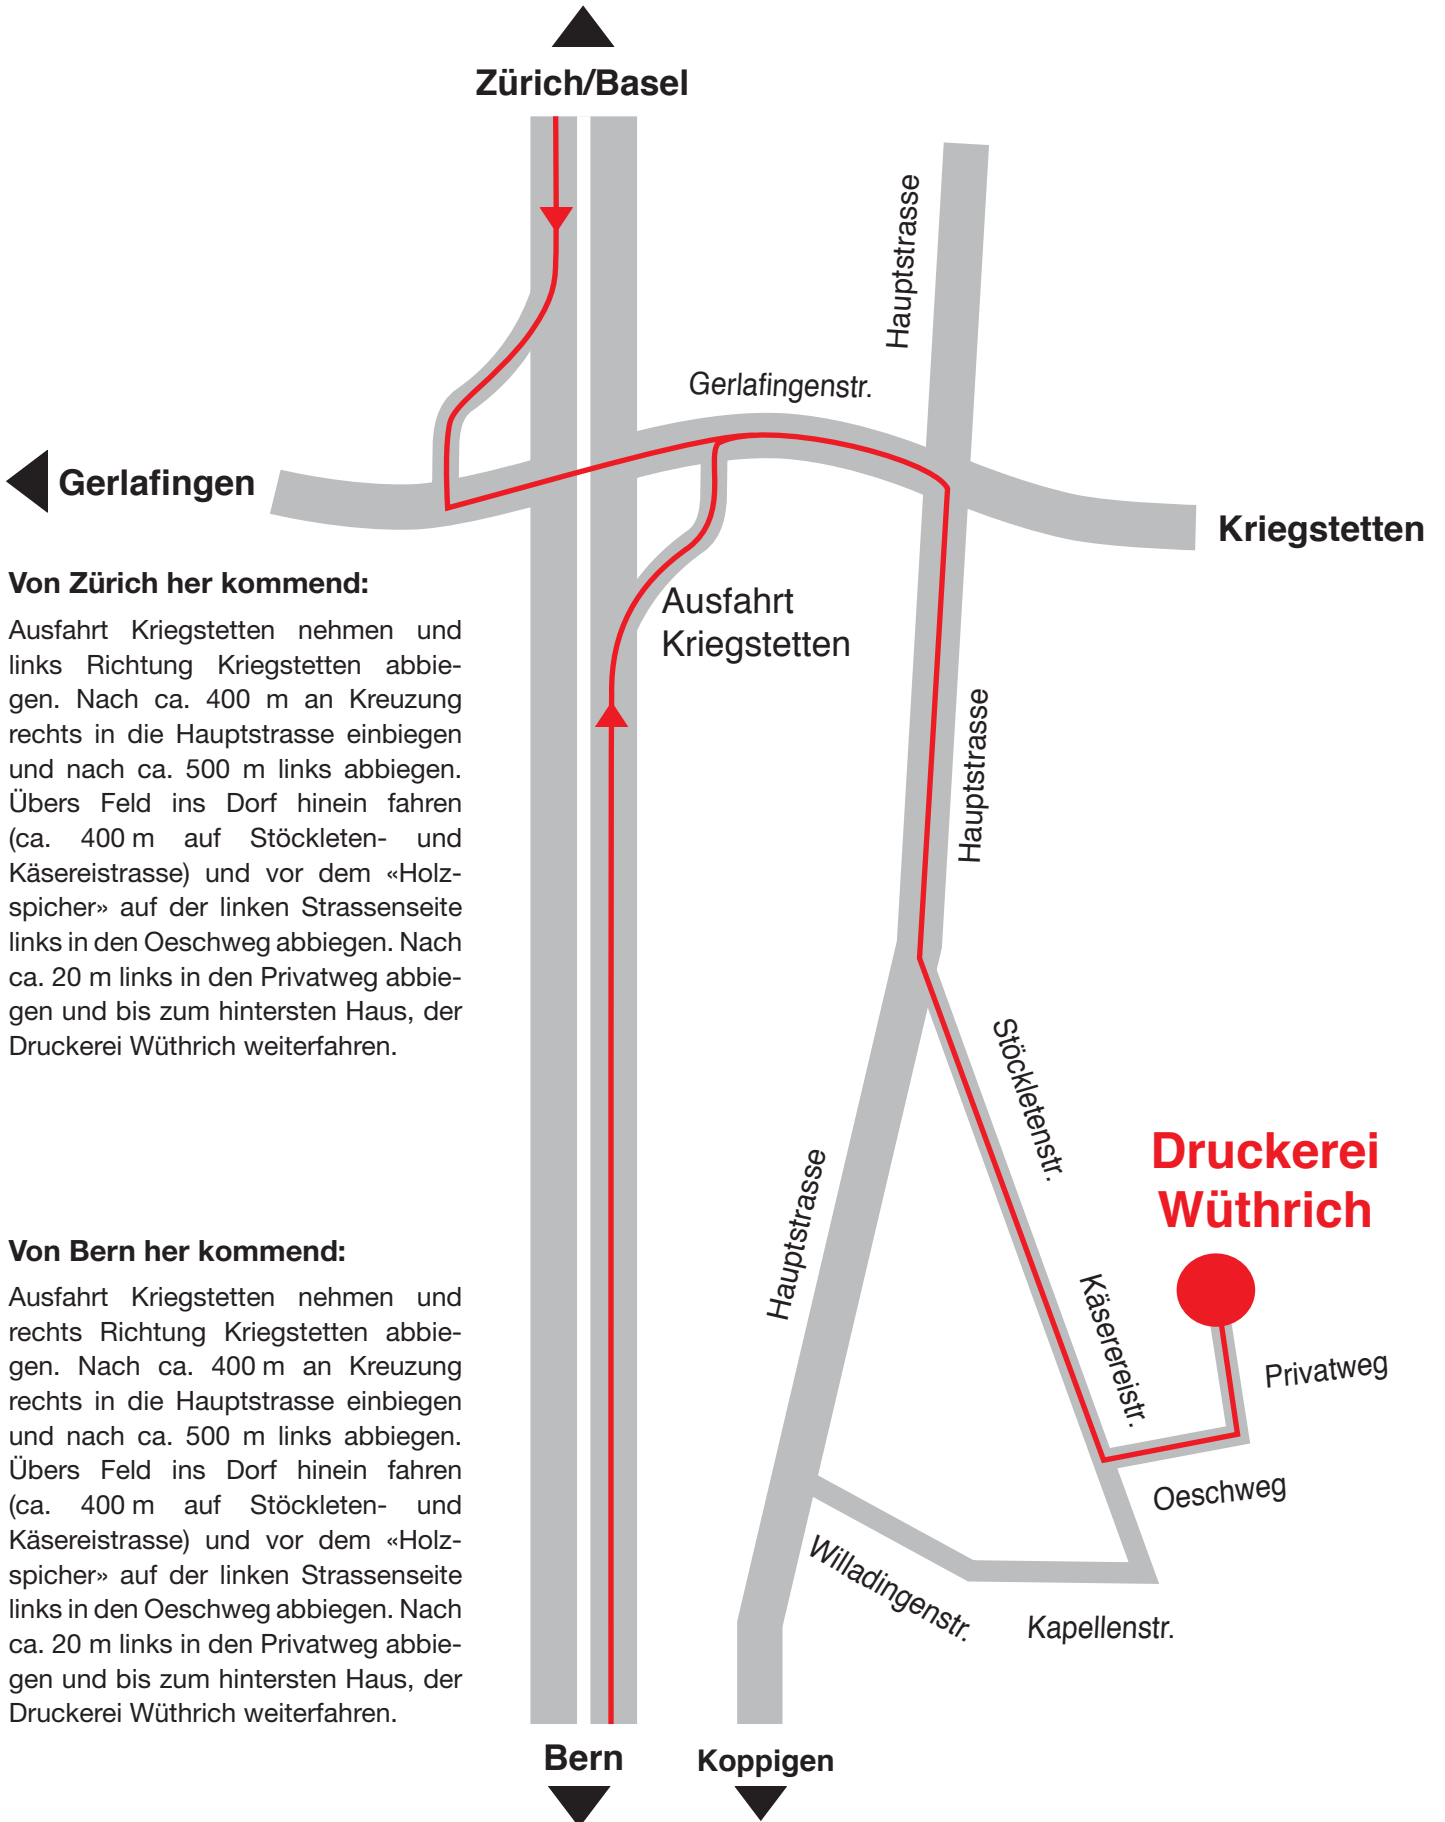 Zürich/Basel
Hauptstrasse
Gerlafingenstr.
Gerlafingen
Kriegstetten
Ausfahrt
Kriegstetten
Von Zürich her kommend:
Ausfahrt Kriegstetten nehmen und
links Richtung Kriegstetten abbie-
gen. Nach ca. 400 m an Kreuzung
rechts in die Hauptstrasse einbiegen
und nach ca. 500 m links abbiegen.
Übers Feld ins Dorf hinein fahren
(ca. 400 m auf Stöckleten- und
Käsereistrasse) und vor dem «Holz-
spicher» auf der linken Strassenseite
links in den Oeschweg abbiegen. Nach
ca. 20 m links in den Privatweg abbie-
gen und bis zum hintersten Haus, der
Druckerei Wüthrich weiterfahren.
Hauptstrasse
Stöckletenstr.
Druckerei
Wüthrich
Hauptstrasse
Käserereistr.
Privatweg
Oeschweg
Willadingenstr.
Kapellenstr.
Von Bern her kommend:
Ausfahrt Kriegstetten nehmen und
rechts Richtung Kriegstetten abbie-
gen. Nach ca. 400 m an Kreuzung
rechts in die Hauptstrasse einbiegen
und nach ca. 500 m links abbiegen.
Übers Feld ins Dorf hinein fahren
(ca. 400 m auf Stöckleten- und
Käsereistrasse) und vor dem «Holz-
spicher» auf der linken Strassenseite
links in den Oeschweg abbiegen. Nach
ca. 20 m links in den Privatweg abbie-
gen und bis zum hintersten Haus, der
Druckerei Wüthrich weiterfahren.
Bern
Koppigen